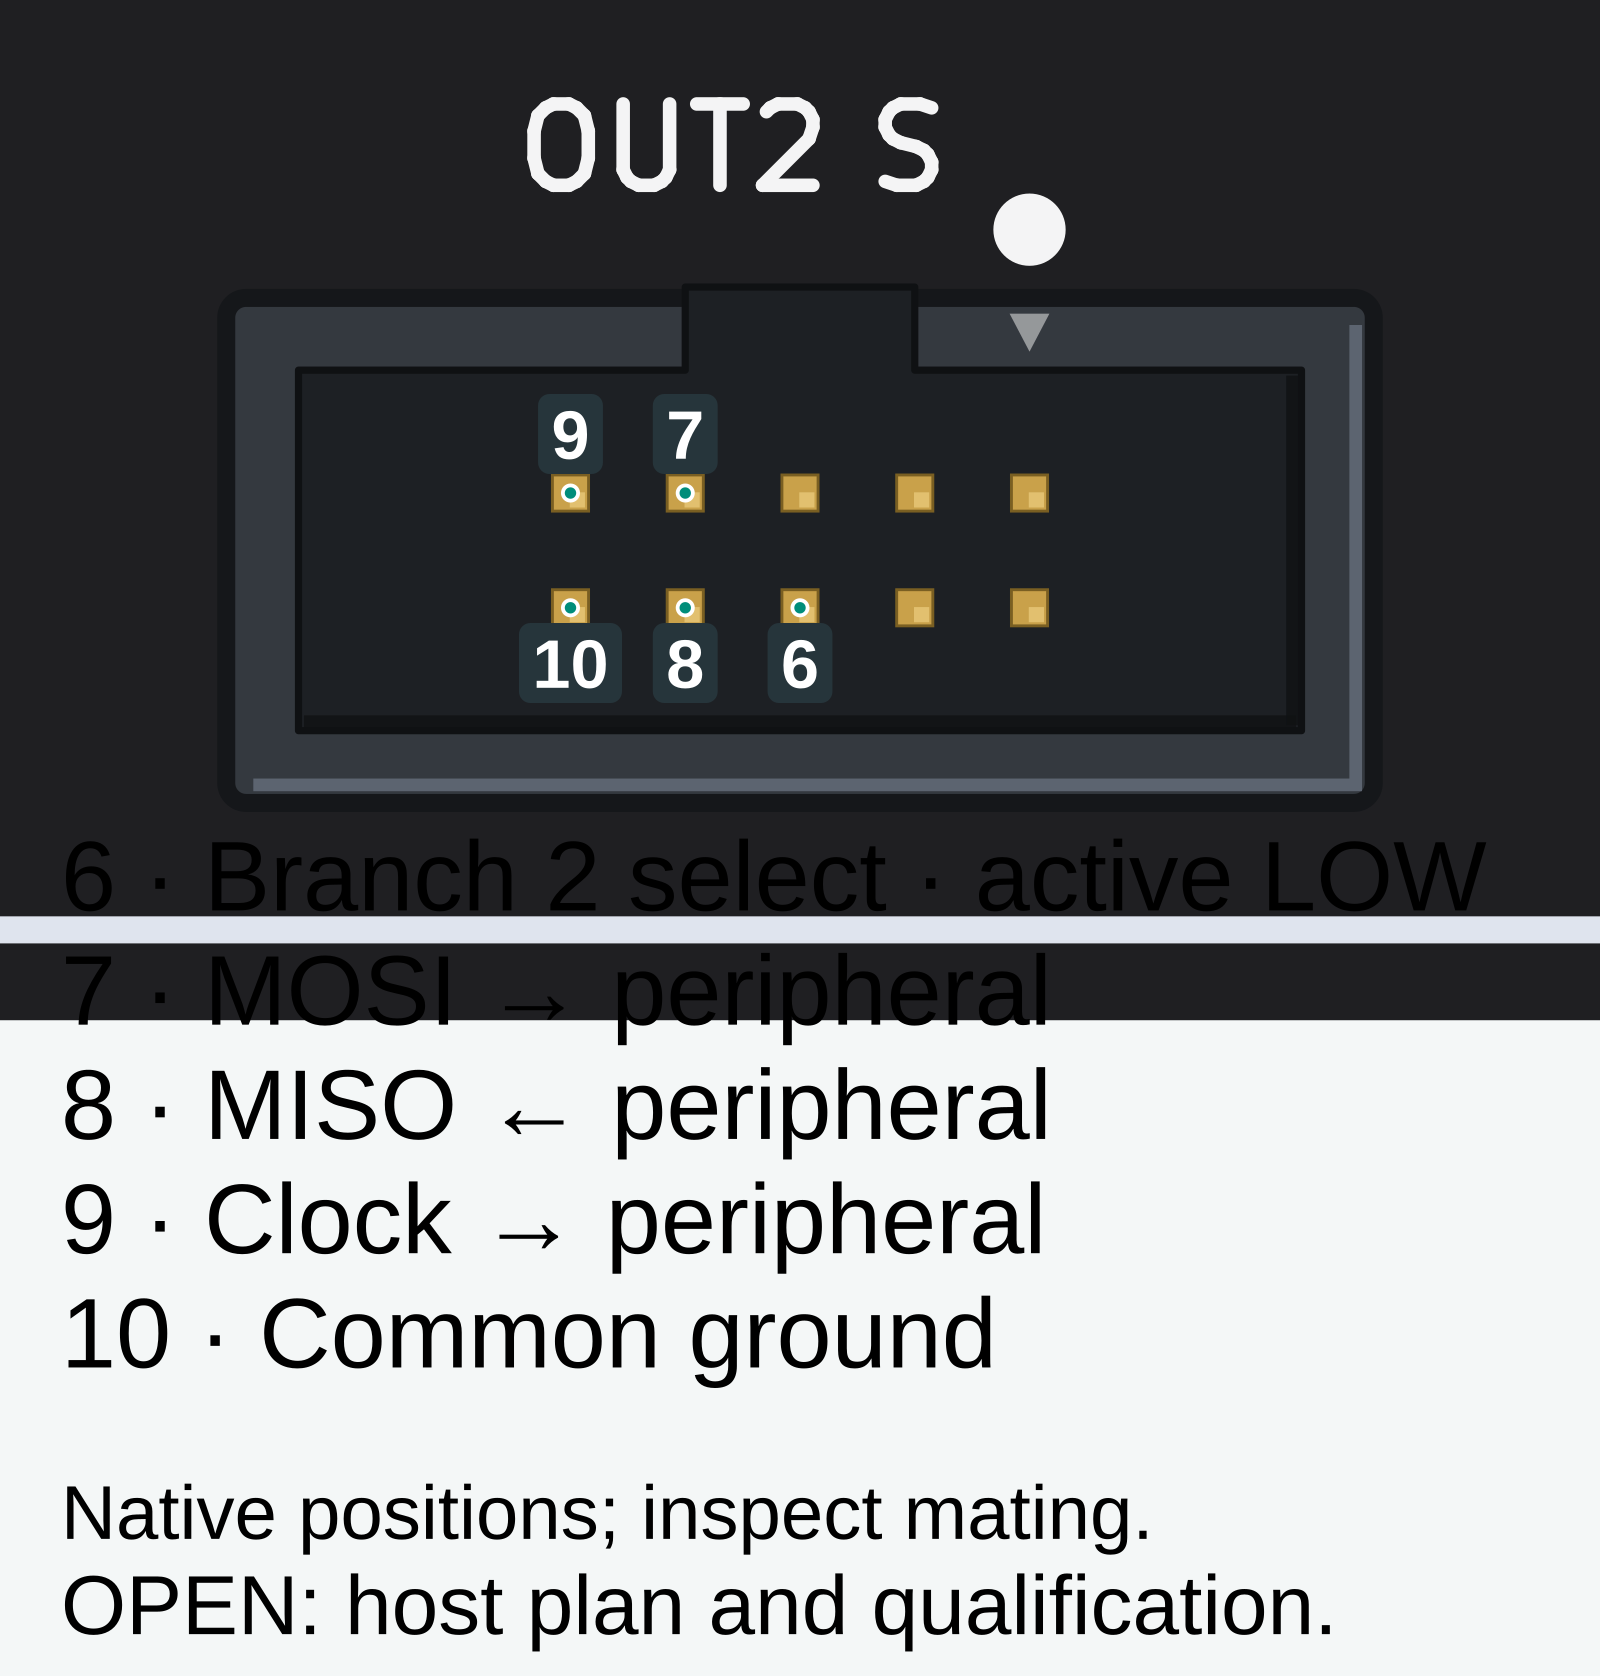 OUT2 S
9 7
10 8 6
6 · Branch 2 select · active LOW
7 · MOSI → peripheral
8 · MISO ← peripheral
9 · Clock → peripheral
10 · Common ground
Native positions; inspect mating.
OPEN: host plan and qualification.